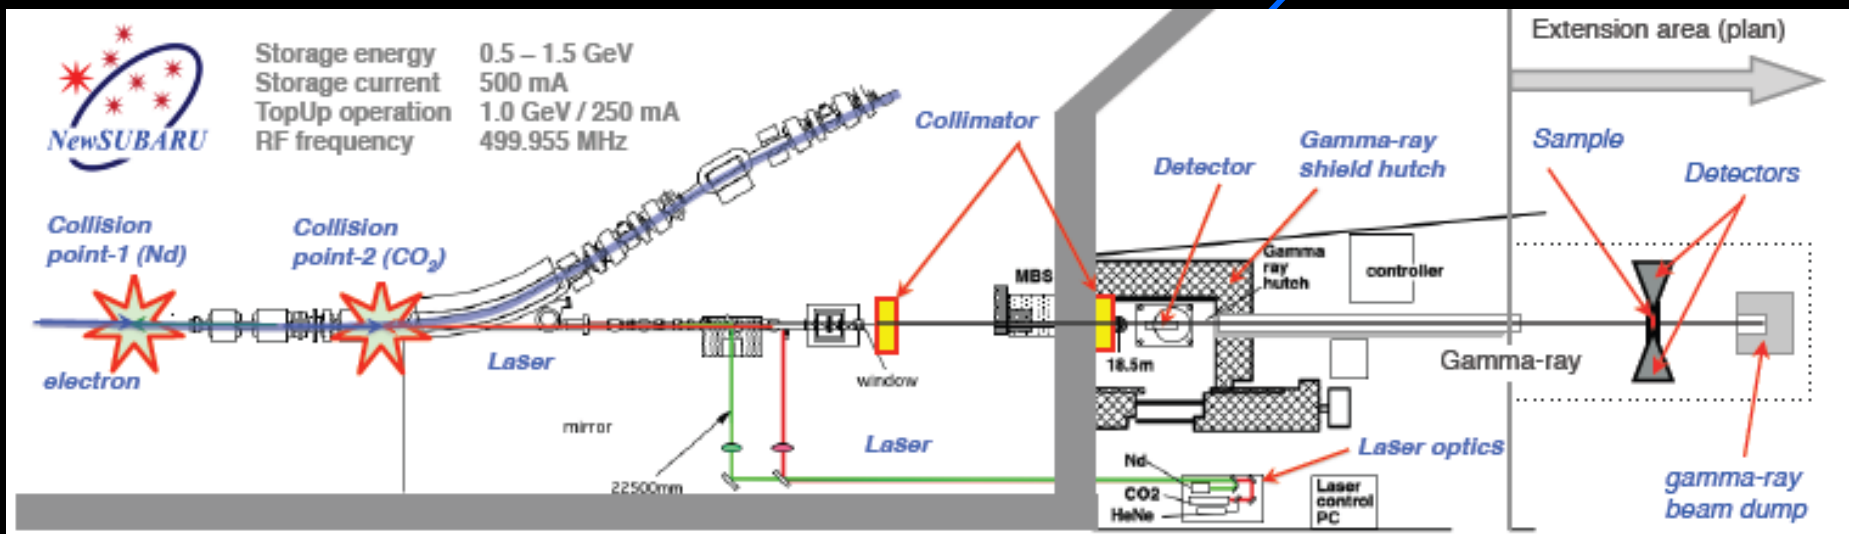 NewSUBARU
Storage energy 0.5 – 1.5 GeV
Storage current 500 mA
TopUp operation 1.0 GeV / 250 mA
RF frequency 499.955 MHz
Extension area (plan)
Collimator
Detector
Gamma-ray
shield hutch
Sample
Detectors
Collision
point-1 (Nd)
Collision
point-2 (CO₂)
MBS
Gamma
ray
hutch
controller
electron
Laser
window
18.5m
Gamma-ray
mirror
Laser
Laser optics
22500mm
Nd
CO2
HeNe
Laser
control
PC
gamma-ray
beam dump